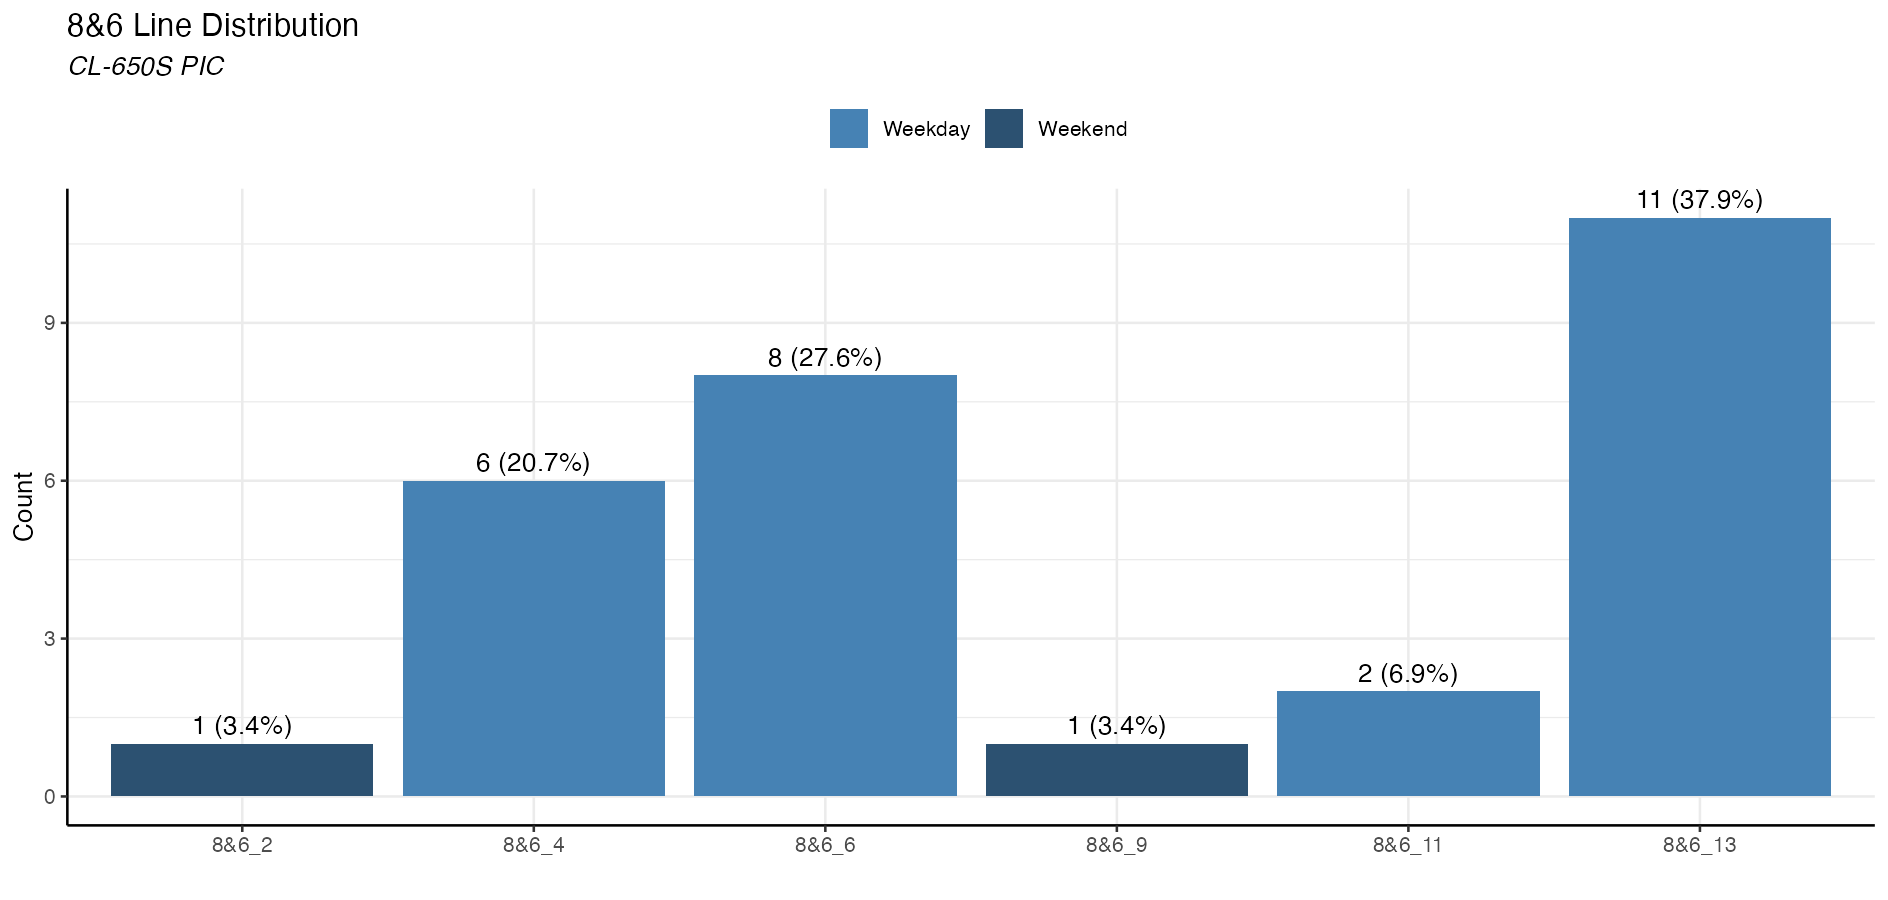 8&6 Line Distribution
CL-650S PIC
Weekday Weekend
11 (37.9%)
9
8 (27.6%)
6 (20.7%)
6
Count
3
2 (6.9%)
1 (3.4%) 1 (3.4%)
0
8&6_2 8&6_4 8&6_6 8&6_9 8&6_11 8&6_13